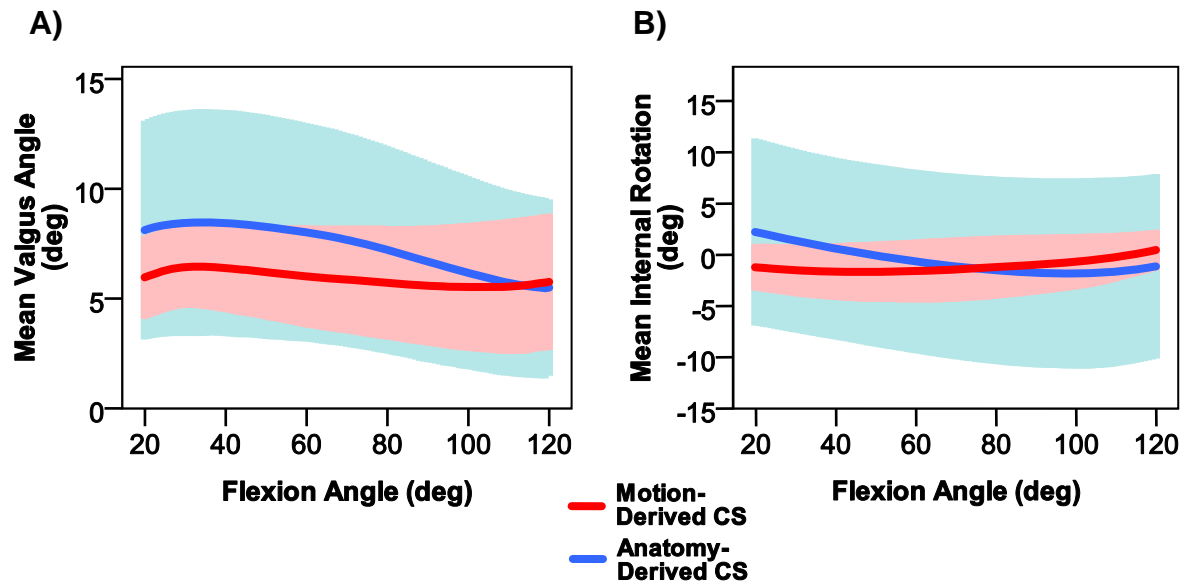 A)
Mean Valgus Angle
(deg)
15
10
5
0
20 40 60 80 100 120
Flexion Angle (deg)
B)
Mean Internal Rotation
(deg)
15
10
5
0
-5
-10
-15
20 40 60 80 100 120
Flexion Angle (deg)
Motion-
Derived CS
Anatomy-
Derived CS